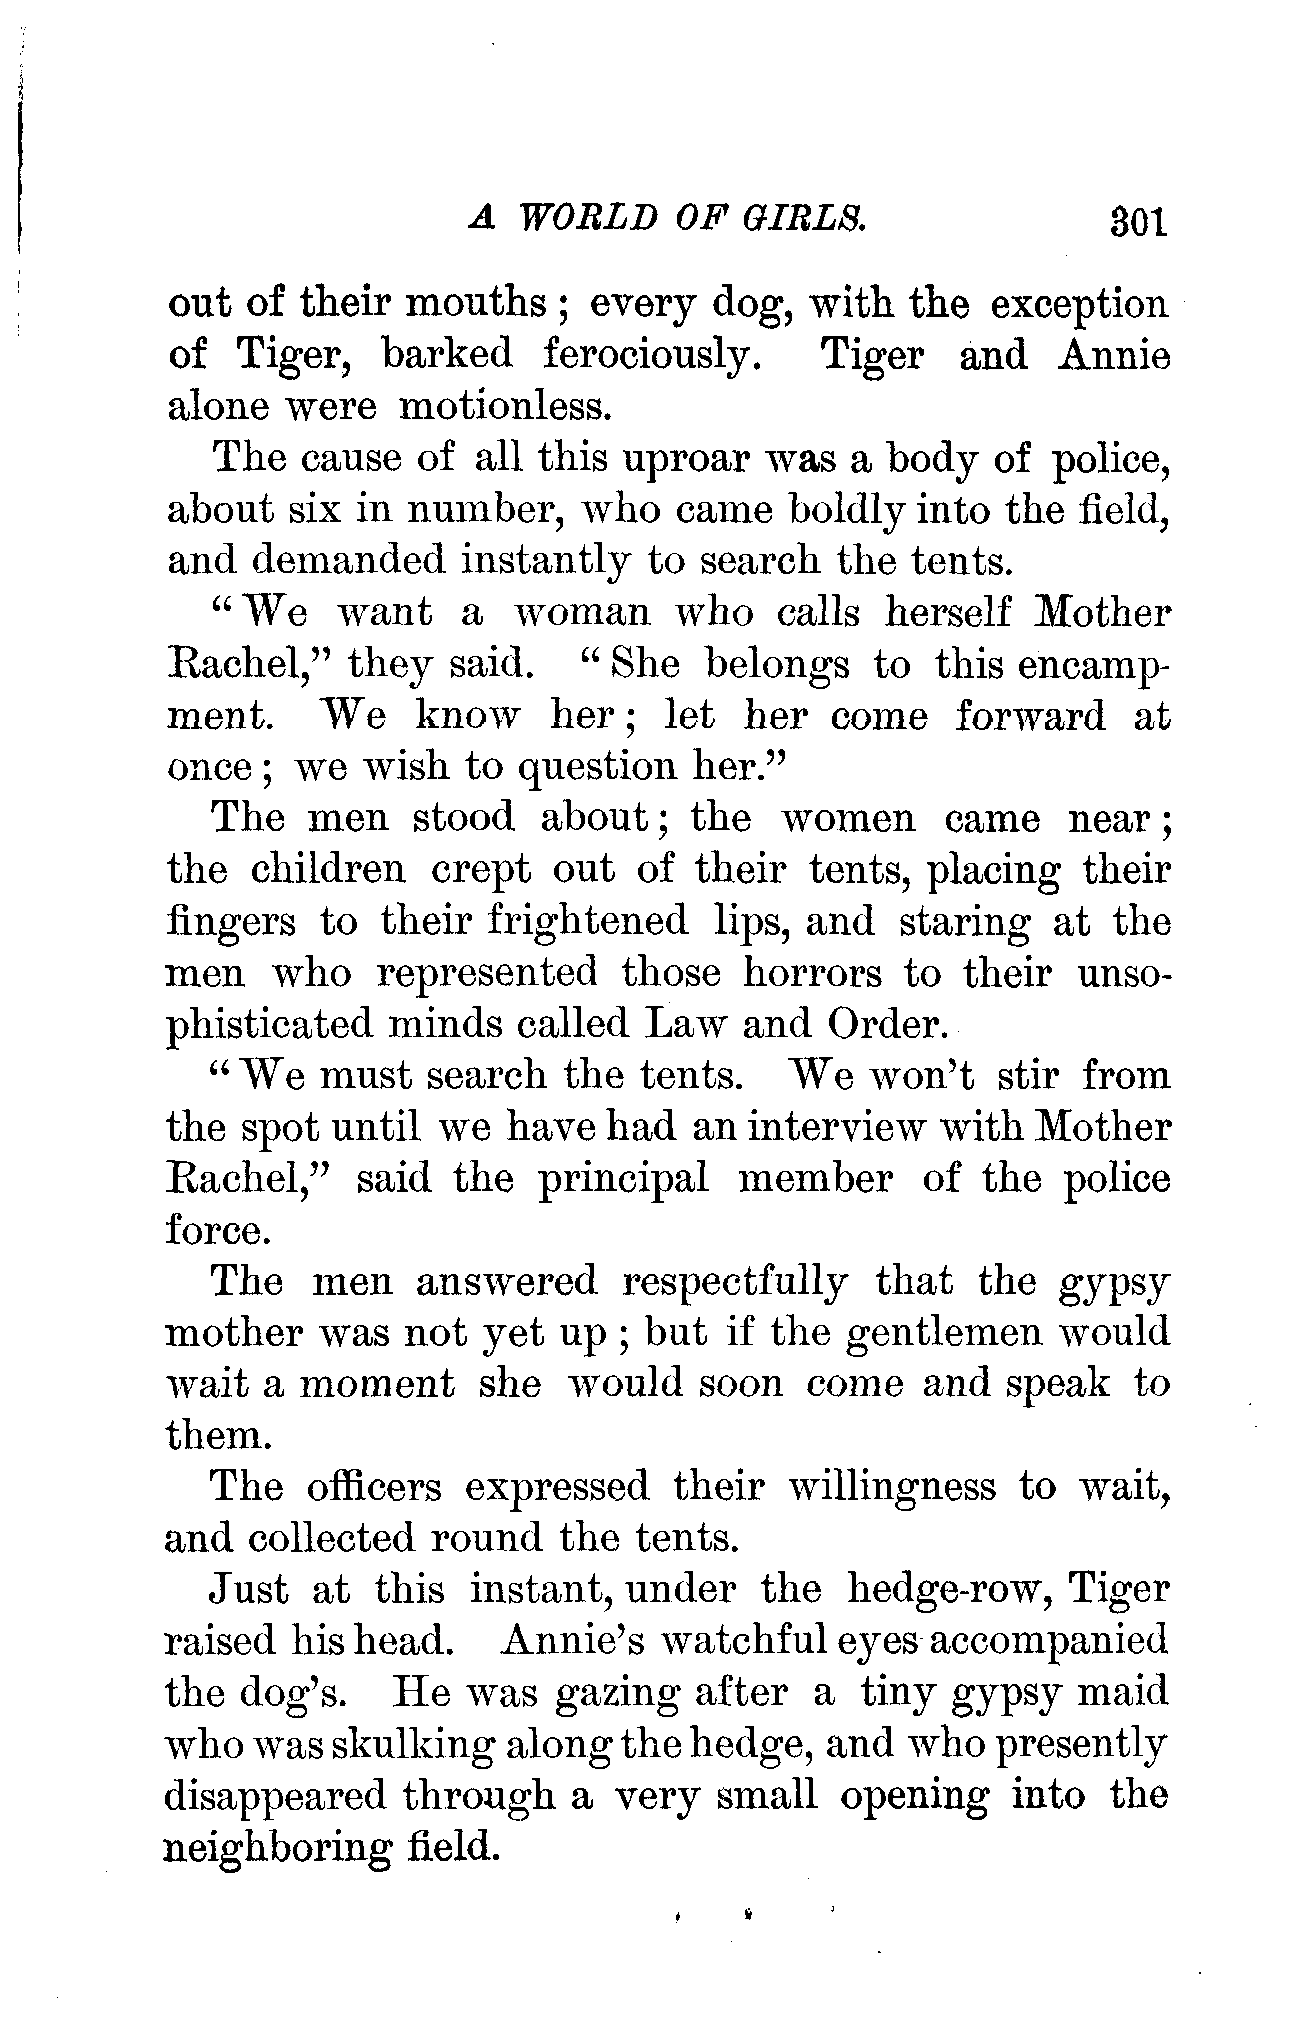 A WORLD OF GIRLS. 301
out of their mouths ; every dog, with the exception
of Tiger, barked ferociously. Tiger and Annie
alone were motionless.
The cause of all this uproar was a body of police,
about six in number, who came boldly into the field,
and demanded instantly to search the tents.
“ We want a woman who calls herself Mother
Rachel,” they said. “ She belongs to this encamp-
ment. We know her ; let her come forward at
once ; we wish to question her.”
The men stood about ; the women came near ;
the children crept out of their tents, placing their
fingers to their frightened lips, and staring at the
men who represented those horrors to their unso-
phisticated minds called Law and Order.
“ We must search the tents. We won’t stir from
the spot until we have had an interview with Mother
Rachel,” said the principal member of the police
force.
The men answered respectfully that the gypsy
mother was not yet up ; but if the gentlemen would
wait a moment she would soon come and speak to
them.
The officers expressed their willingness to wait,
and collected round the tents.
Just at this instant, under the hedge-row, Tiger
raised his head. Annie’s watchful eyes accompanied
the dog’s. He was gazing after a tiny gypsy maid
who was skulking along the hedge, and who presently
disappeared through a very small opening into the
neighboring field.